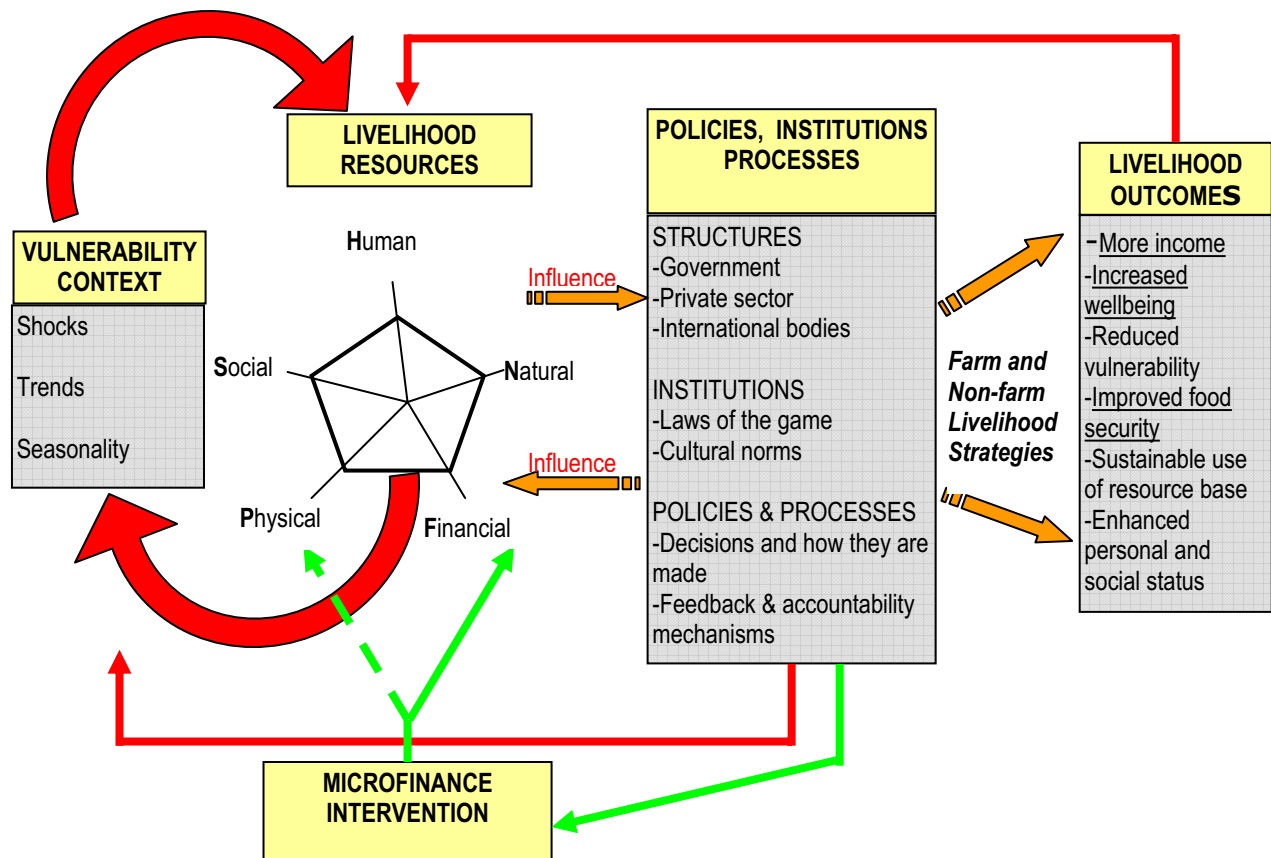 LIVELIHOOD
RESOURCES
POLICIES, INSTITUTIONS
PROCESSES
LIVELIHOOD
OUTCOMES
VULNERABILITY
CONTEXT
Shocks
Trends
Seasonality
Human
Social
Natural
Physical
Financial
Influence
Influence
STRUCTURES
-Government
-Private sector
-International bodies
INSTITUTIONS
-Laws of the game
-Cultural norms
POLICIES & PROCESSES
-Decisions and how they are
made
-Feedback & accountability
mechanisms
Farm and
Non-farm
Livelihood
Strategies
-More income
-Increased
wellbeing
-Reduced
vulnerability
-Improved food
security
-Sustainable use
of resource base
-Enhanced
personal and
social status
MICROFINANCE
INTERVENTION